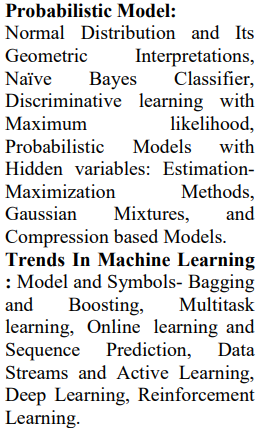 Probabilistic Model:
Normal Distribution and Its
Geometric Interpretations,
Naïve Bayes Classifier,
Discriminative learning with
Maximum likelihood,
Probabilistic Models with
Hidden variables: Estimation-
Maximization Methods,
Gaussian Mixtures, and
Compression based Models.
Trends In Machine Learning
: Model and Symbols- Bagging
and Boosting, Multitask
learning, Online learning and
Sequence Prediction, Data
Streams and Active Learning,
Deep Learning, Reinforcement
Learning.